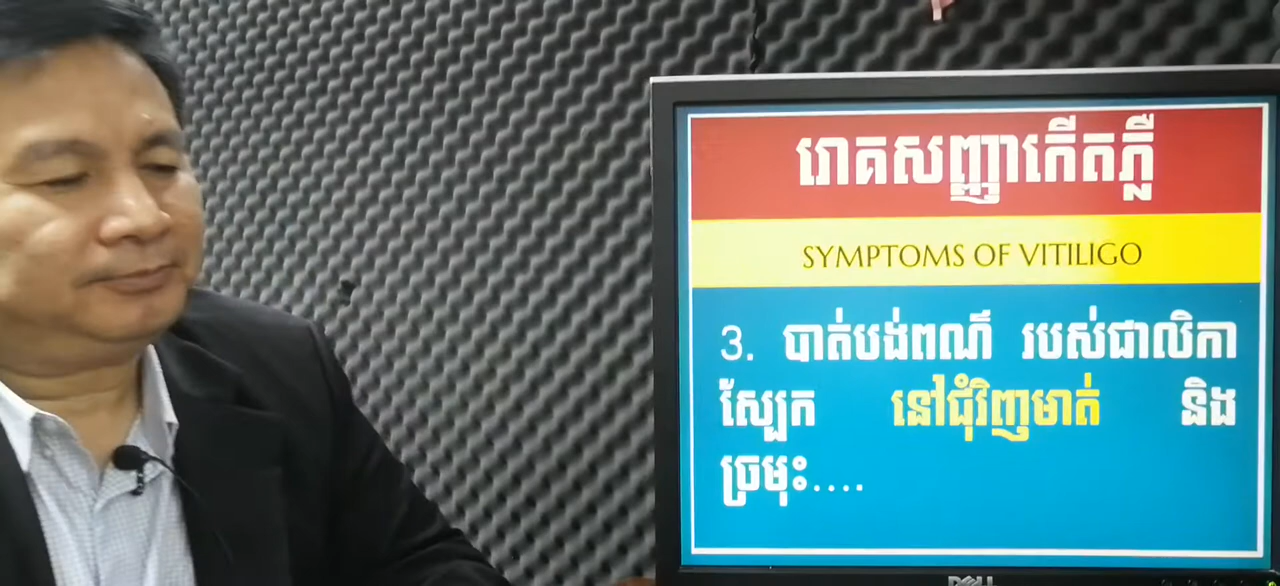 រោគសញ្ញាកើតភ្លឺ
SYMPTOMS OF VITILIGO
3. បាត់បង់ពណ៌ របស់ជាលិកា
ស្បែក នៅជុំវិញមាត់ និង
ច្រមុះ....
DELL